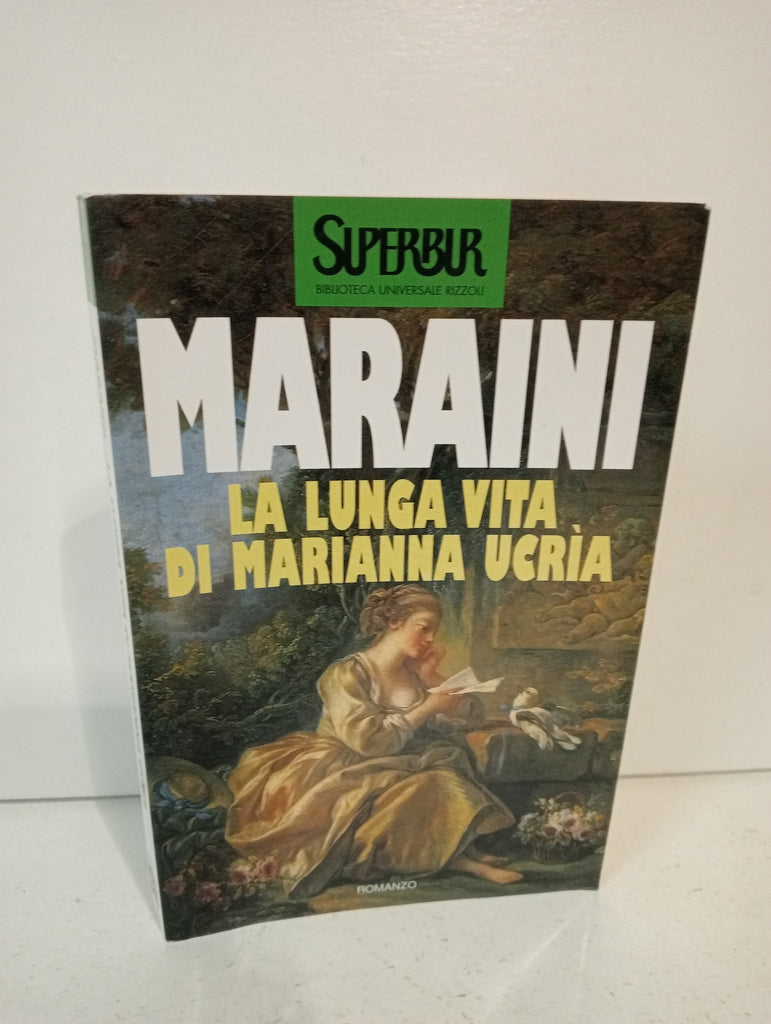 SUPERBUR
BIBLIOTECA UNIVERSALE RIZZOLI
MARAINI
LA LUNGA VITA
DI MARIANNA UCRÌA
ROMANZO